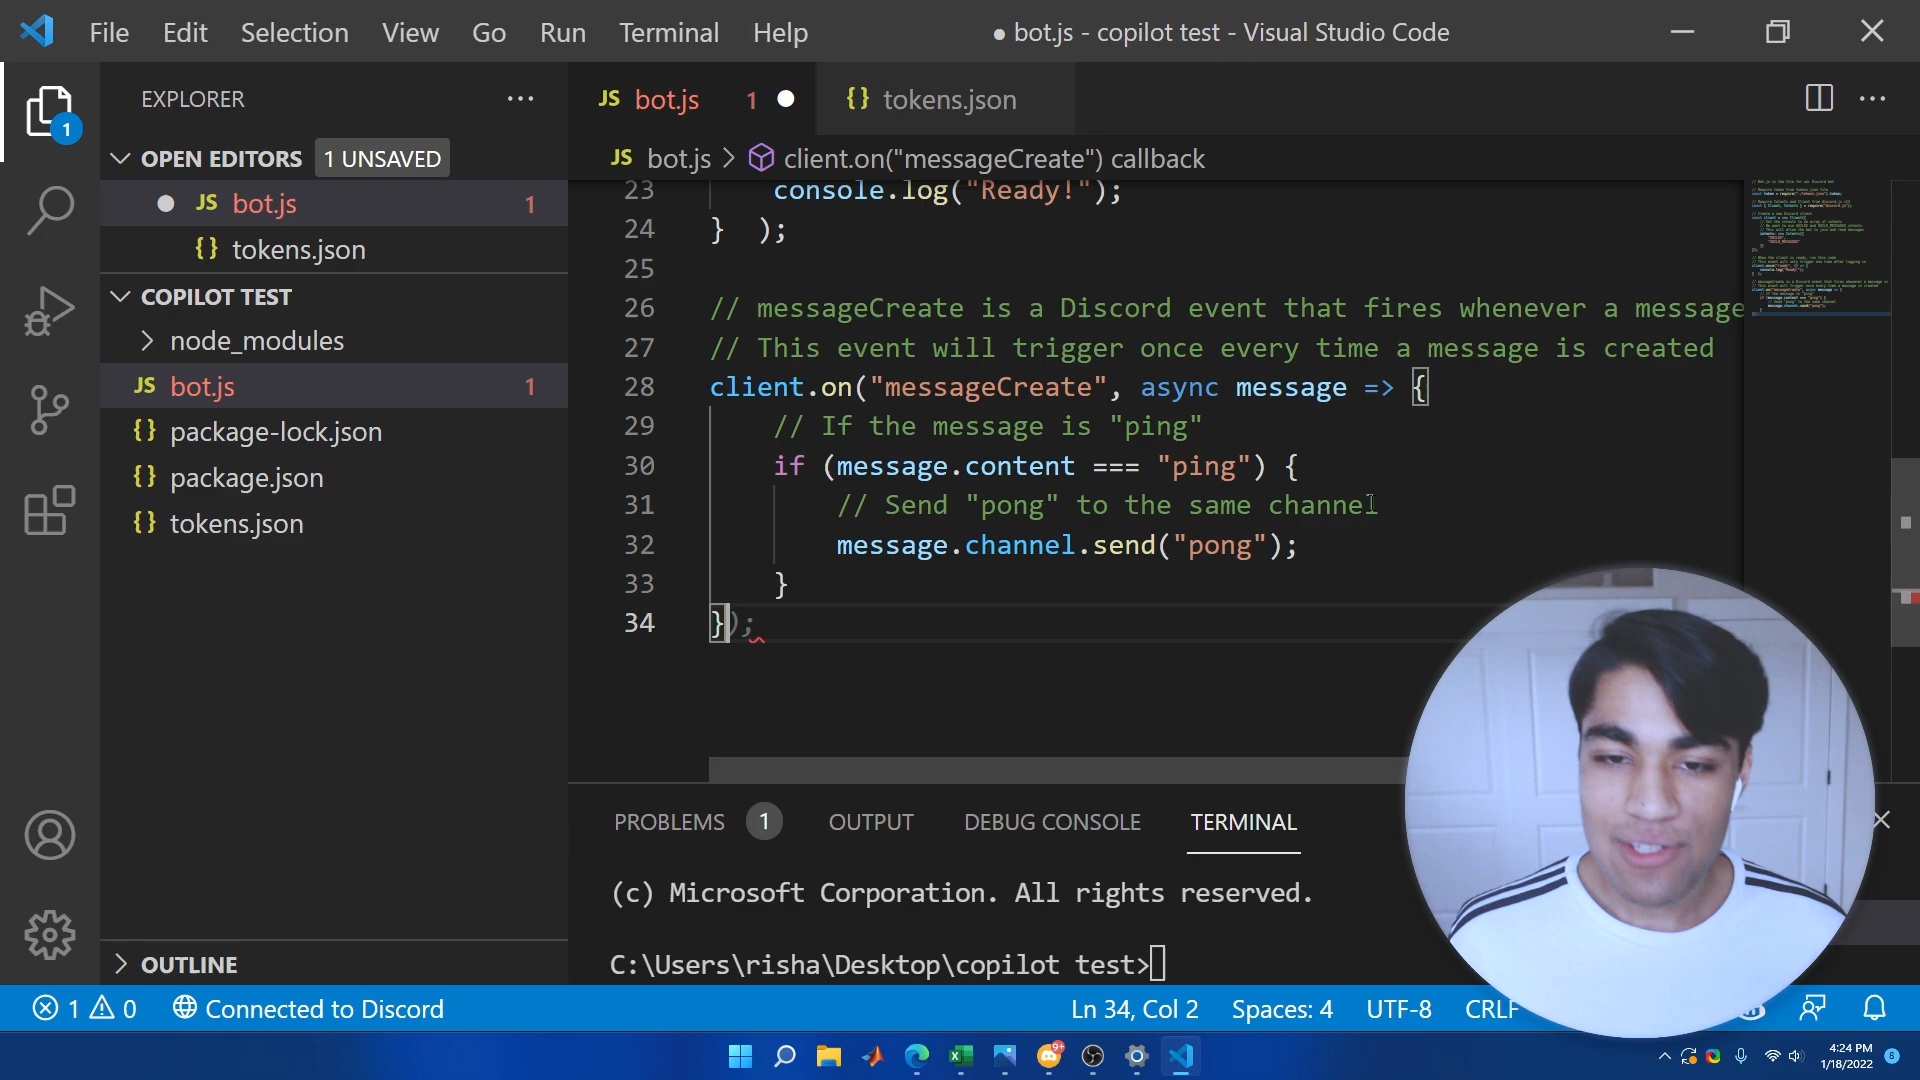 File Edit Selection View Go Run Terminal Help
● bot.js - copilot test - Visual Studio Code
EXPLORER
OPEN EDITORS 1 UNSAVED
JS bot.js 1
{} tokens.json
COPILOT TEST
node_modules
JS bot.js 1
{} package-lock.json
{} package.json
{} tokens.json
OUTLINE
JS bot.js 1
{} tokens.json
JS bot.js > client.on("messageCreate") callback
23 console.log("Ready!");
24 } );
25
26 // messageCreate is a Discord event that fires whenever a message
27 // This event will trigger once every time a message is created
28 client.on("messageCreate", async message => {
29 // If the message is "ping"
30 if (message.content === "ping") {
31 // Send "pong" to the same channel
32 message.channel.send("pong");
33 }
34 });
PROBLEMS 1 OUTPUT DEBUG CONSOLE TERMINAL
(c) Microsoft Corporation. All rights reserved.
C:\Users\risha\Desktop\copilot test>
1 0 Connected to Discord
Ln 34, Col 2 Spaces: 4 UTF-8 CRLF
9+
4:24 PM
1/18/2022
8